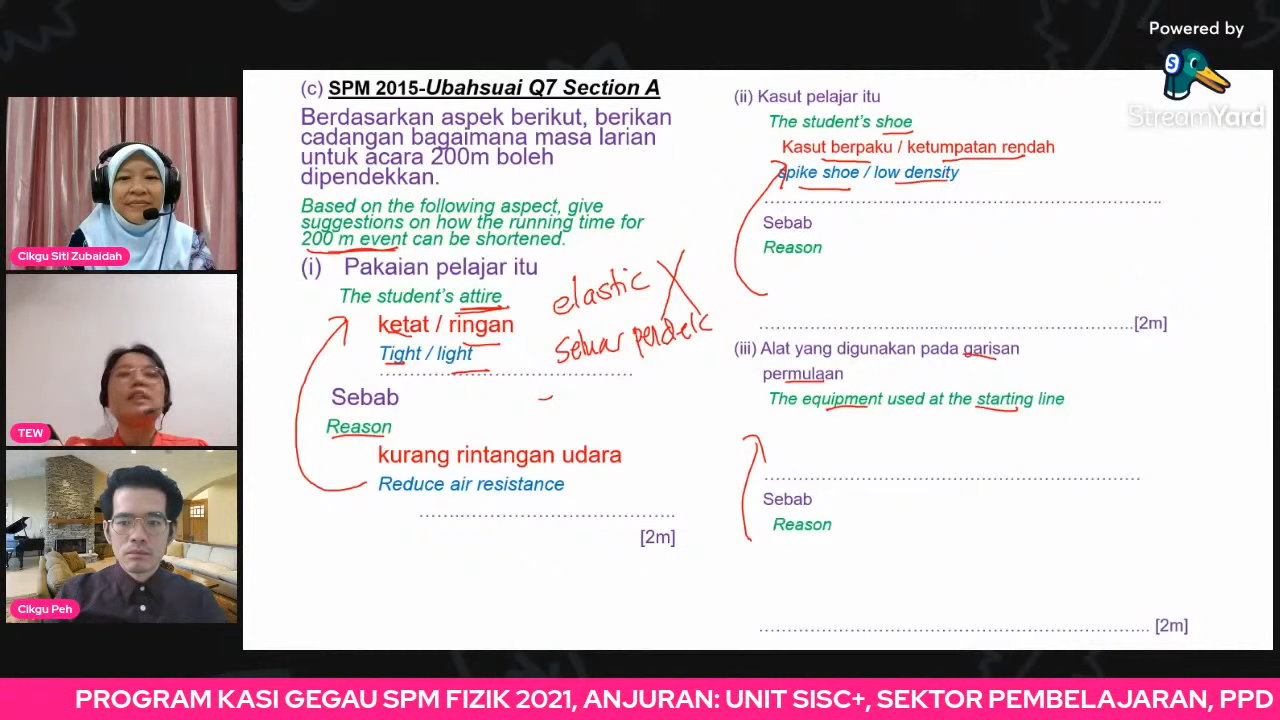 Powered by
StreamYard
S
Cikgu Siti Zubaidah
TEW
Cikgu Peh
(c) SPM 2015-Ubahsuai Q7 Section A
Berdasarkan aspek berikut, berikan
cadangan bagaimana masa larian
untuk acara 200m boleh
dipendekkan.
Based on the following aspect, give
suggestions on how the running time for
200 m event can be shortened.
(i) Pakaian pelajar itu
The student's attire
ketat / ringan
Tight / light
elastic X
seluar pendek
Sebab
Reason
kurang rintangan udara
Reduce air resistance
[2m]
(ii) Kasut pelajar itu
The student's shoe
Kasut berpaku / ketumpatan rendah
spike shoe / low density
Sebab
Reason
[2m]
(iii) Alat yang digunakan pada garisan
permulaan
The equipment used at the starting line
Sebab
Reason
[2m]
PROGRAM KASI GEGAU SPM FIZIK 2021, ANJURAN: UNIT SISC+, SEKTOR PEMBELAJARAN, PPD